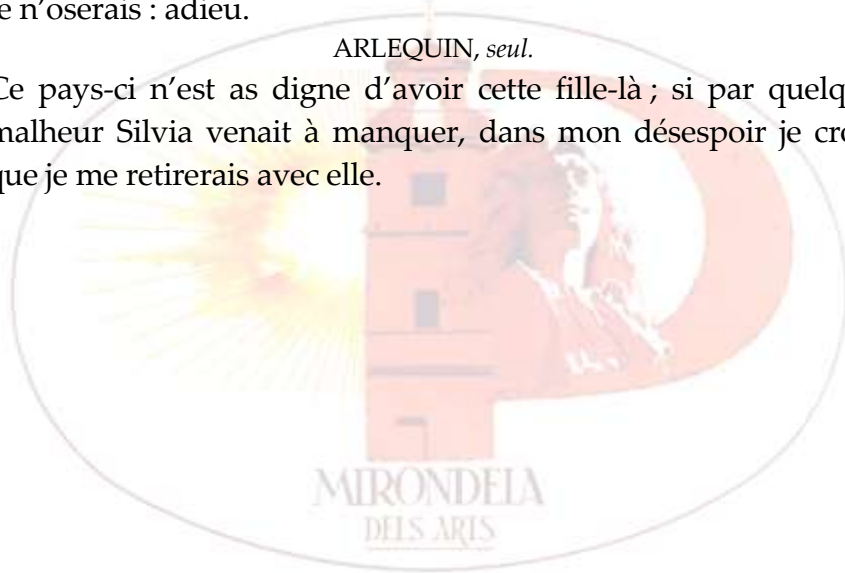 e n’oserais : adieu.
ARLEQUIN, seul.
Ce pays-ci n’est as digne d’avoir cette fille-là ; si par quelq
malheur Silvia venait à manquer, dans mon désespoir je cro
que je me retirerais avec elle.
MIRONDELA
DELS ARTS